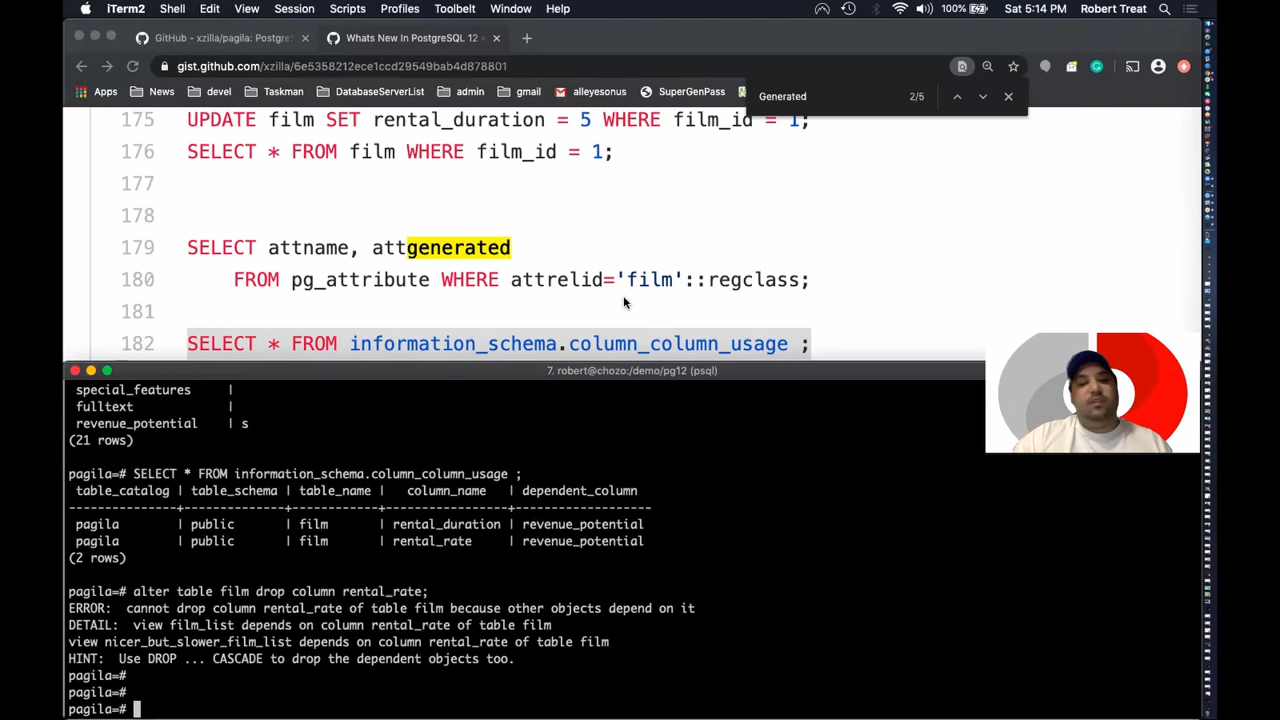 iTerm2 Shell Edit View Session Scripts Profiles Toolbelt Window Help 100% Sat 5:14 PM Robert Treat
GitHub - xzilla/pagila: Postgre Whats New In PostgreSQL 12
gist.github.com/xzilla/6e5358212ece1ccd29549bab4d878801
Apps News devel Taskman DatabaseServerList admin gmail alleyesonus SuperGenPass
Generated 2/5
175 UPDATE film SET rental_duration = 5 WHERE film_id = 1;
176 SELECT * FROM film WHERE film_id = 1;
177
178
179 SELECT attname, attgenerated
180 FROM pg_attribute WHERE attrelid='film'::regclass;
181
182 SELECT * FROM information_schema.column_column_usage ;
7. robert@chozo:/demo/pg12 (psql)
special_features |
fulltext |
revenue_potential | s
(21 rows)
pagila=# SELECT * FROM information_schema.column_column_usage ;
table_catalog | table_schema | table_name | column_name | dependent_column
---------------+--------------+------------+-----------------+-------------------
pagila | public | film | rental_duration | revenue_potential
pagila | public | film | rental_rate | revenue_potential
(2 rows)
pagila=# alter table film drop column rental_rate;
ERROR: cannot drop column rental_rate of table film because other objects depend on it
DETAIL: view film_list depends on column rental_rate of table film
view nicer_but_slower_film_list depends on column rental_rate of table film
HINT: Use DROP ... CASCADE to drop the dependent objects too.
pagila=#
pagila=#
pagila=#